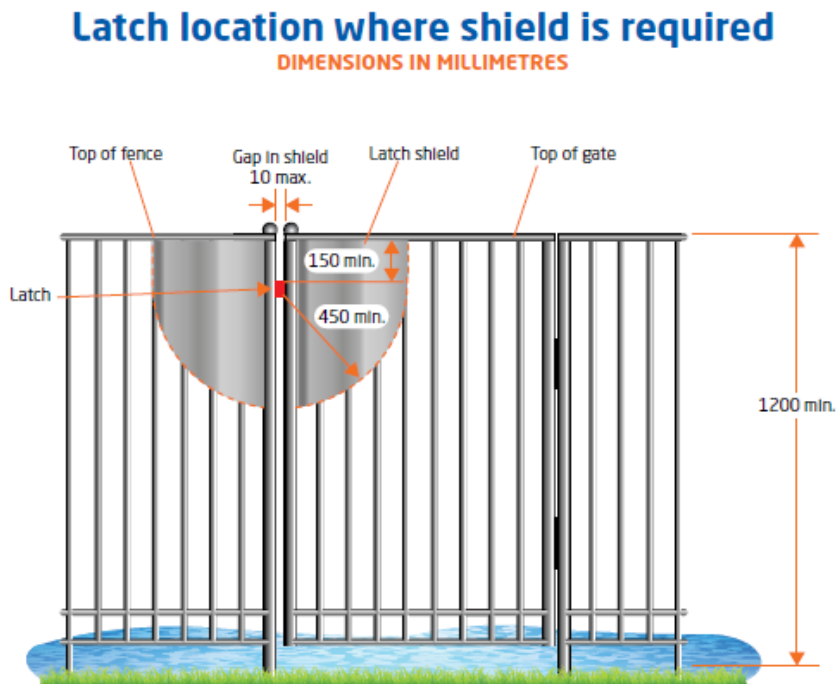 Latch location where shield is required
DIMENSIONS IN MILLIMETRES
Top of fence
Gap in shield
10 max.
Latch shield
Top of gate
150 min.
Latch
450 min.
1200 min.